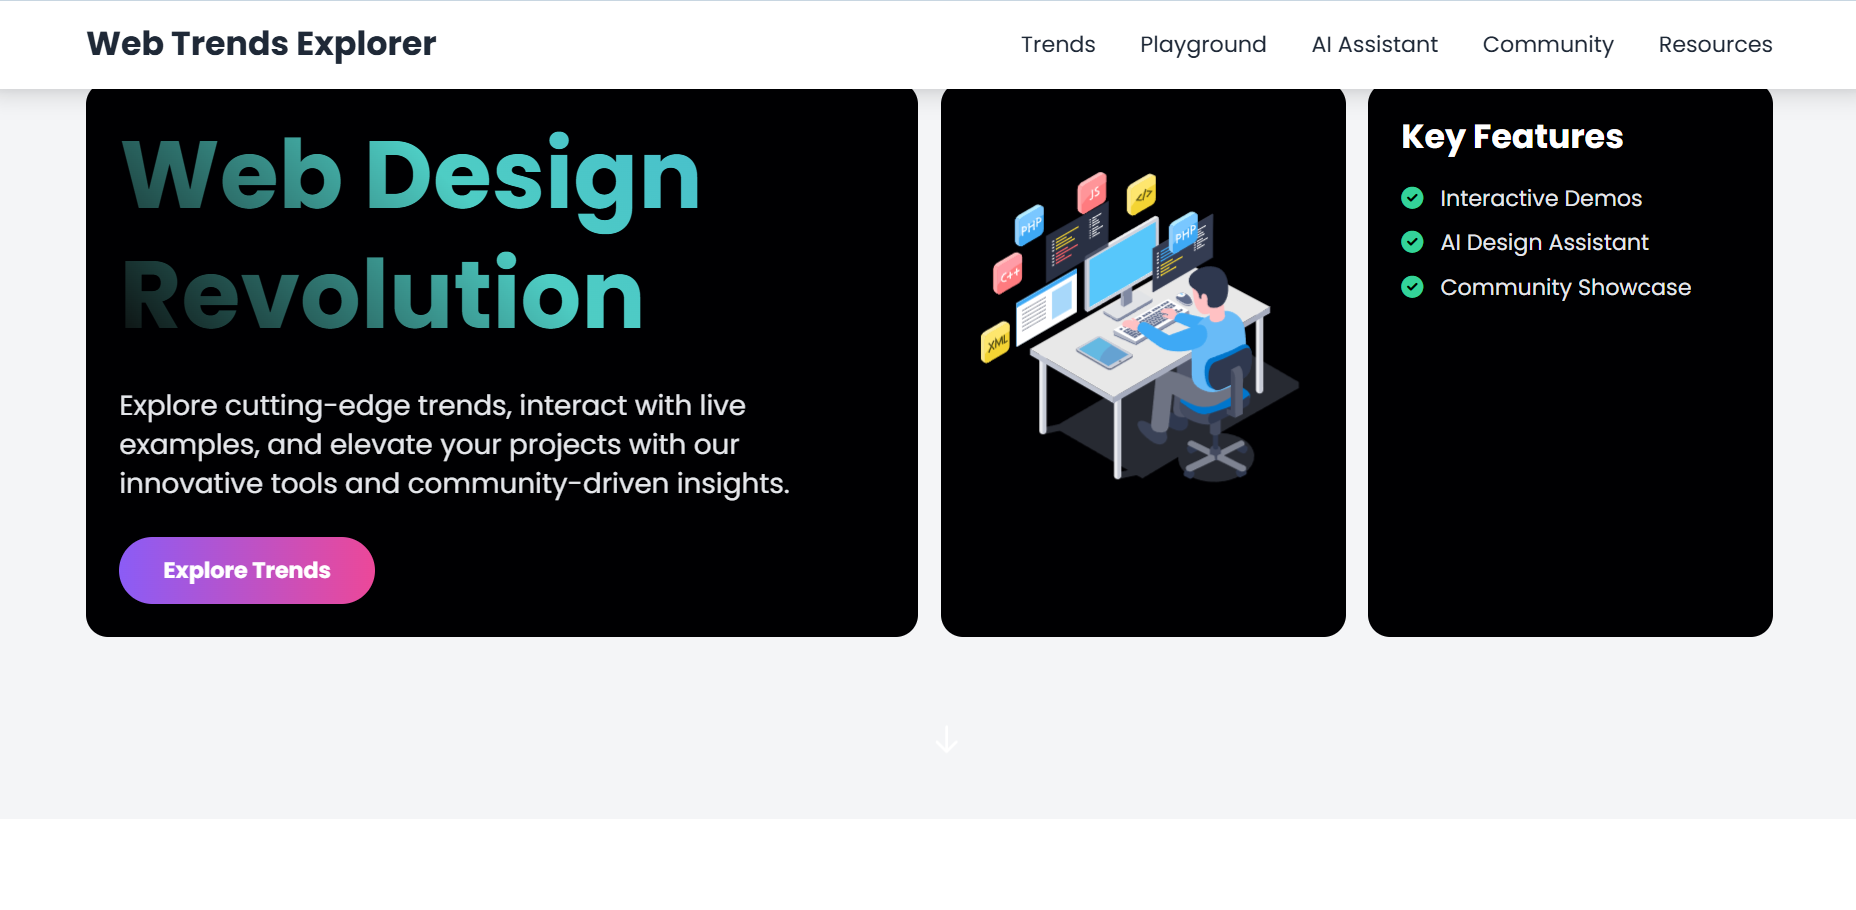 Web Trends Explorer
Trends
Playground
AI Assistant
Community
Resources
Web Design
Revolution
Explore cutting-edge trends, interact with live
examples, and elevate your projects with our
innovative tools and community-driven insights.
Explore Trends
JS
</>
PHP
PHP
C++
XML
Key Features
Interactive Demos
AI Design Assistant
Community Showcase